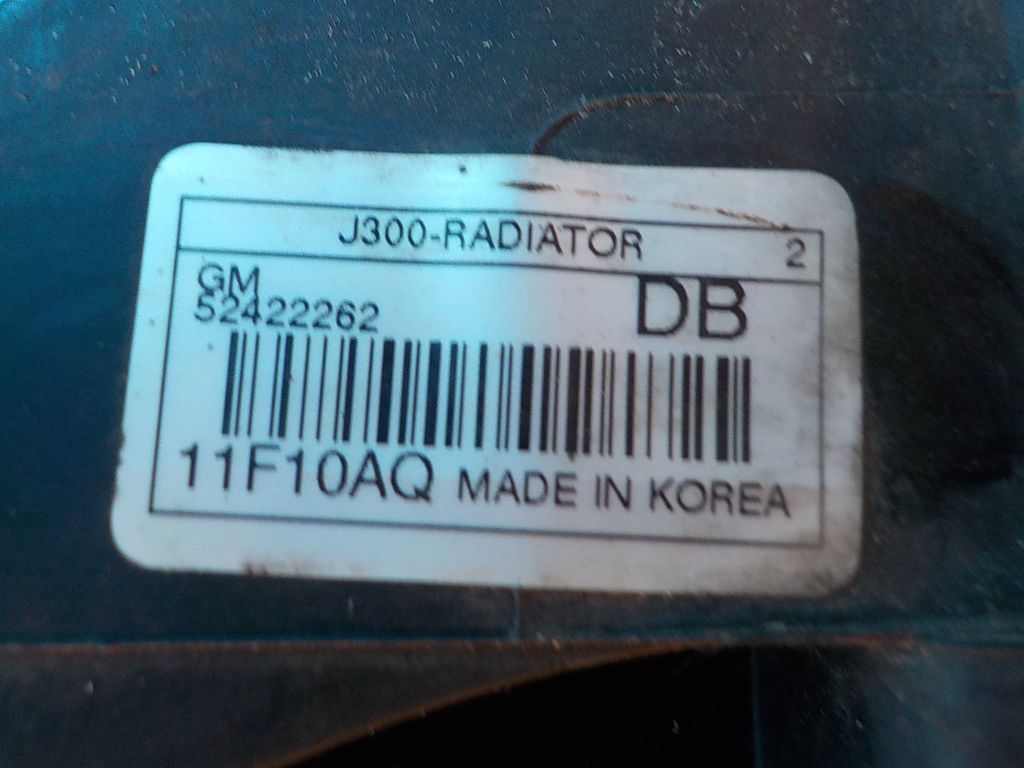 J300-RADIATOR 2
GM DB
52422262
11F10AQ MADE IN KOREA